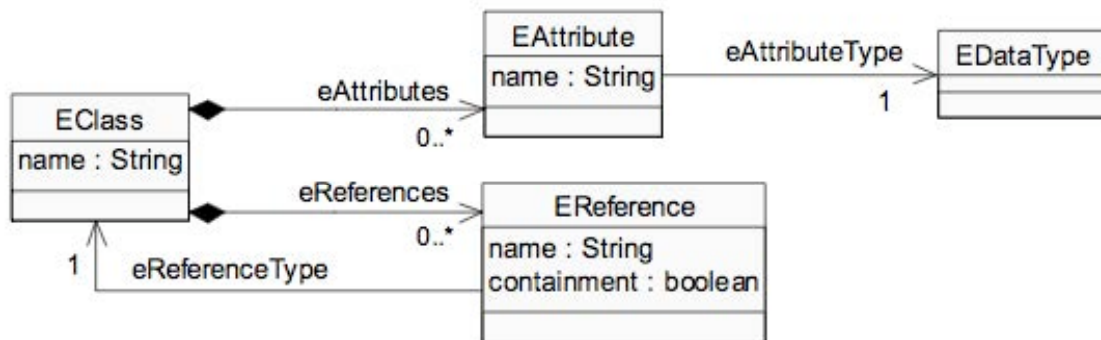 EAttribute
name : String
eAttributeType
1
EDataType
eAttributes
0..*
EClass
name : String
eReferences
0..*
EReference
name : String
containment : boolean
1
eReferenceType